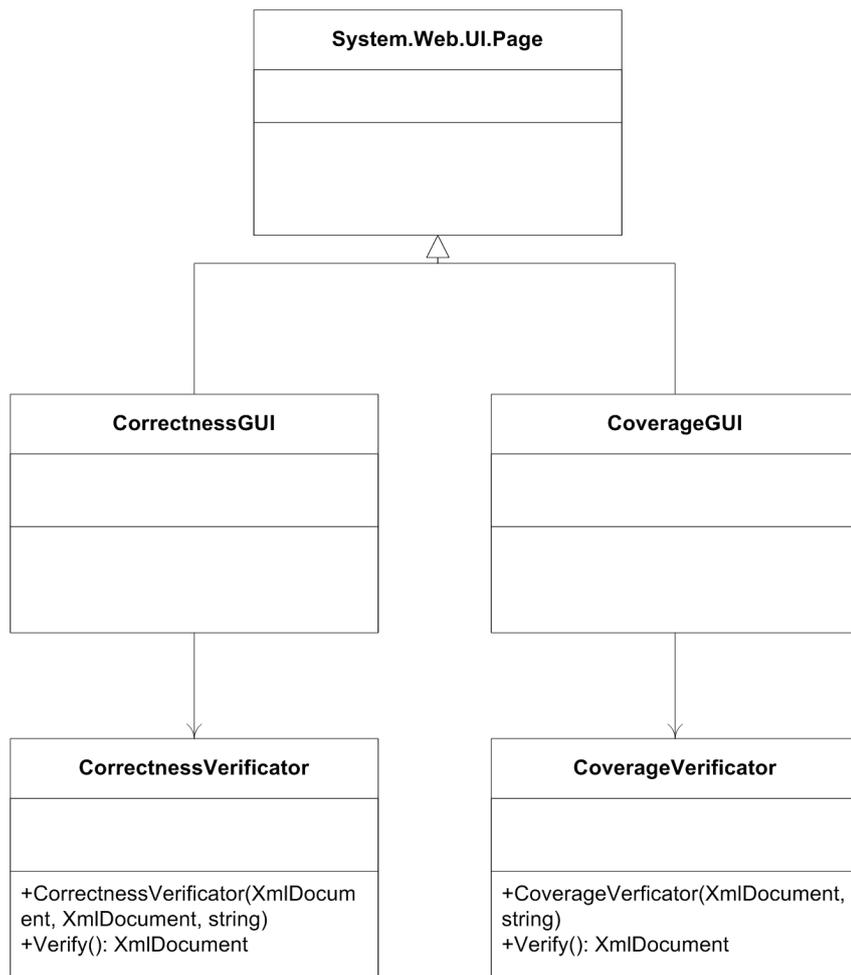 System.Web.UI.Page
CorrectnessGUI
CoverageGUI
CorrectnessVerificator
+CorrectnessVerificator(XmlDocum
ent, XmlDocument, string)
+Verify(): XmlDocument
CoverageVerificator
+CoverageVerficator(XmlDocument,
string)
+Verify(): XmlDocument